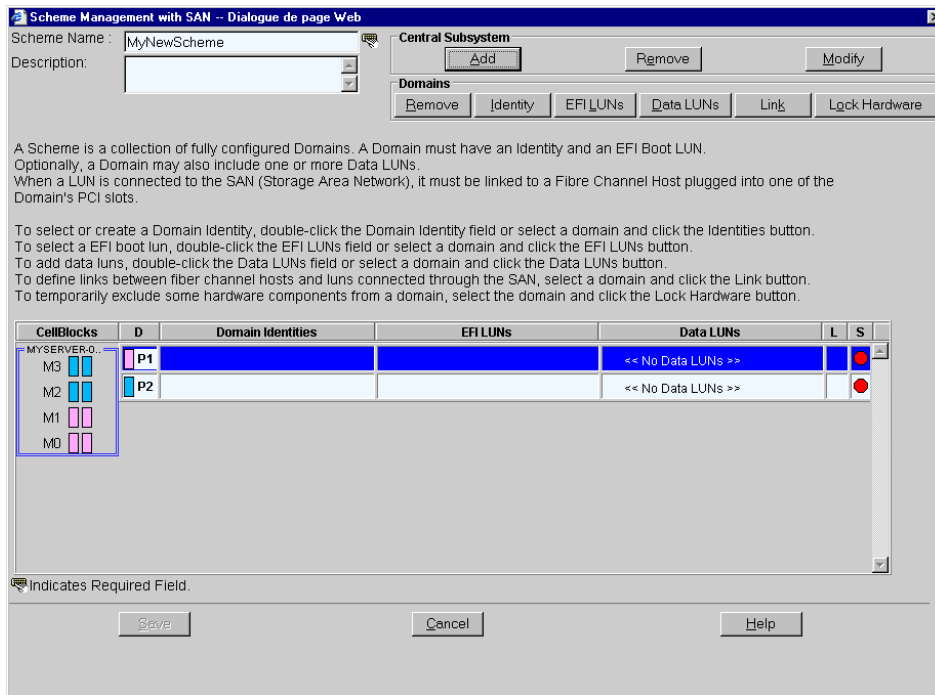 Scheme Management with SAN -- Dialogue de page Web
Scheme Name : MyNewScheme
Description:
Central Subsystem
Add Remove Modify
Domains
Remove Identity EFI LUNs Data LUNs Link Lock Hardware
A Scheme is a collection of fully configured Domains. A Domain must have an Identity and an EFI Boot LUN.
Optionally, a Domain may also include one or more Data LUNs.
When a LUN is connected to the SAN (Storage Area Network), it must be linked to a Fibre Channel Host plugged into one of the
Domain's PCI slots.
To select or create a Domain Identity, double-click the Domain Identity field or select a domain and click the Identities button.
To select a EFI boot lun, double-click the EFI LUNs field or select a domain and click the EFI LUNs button.
To add data luns, double-click the Data LUNs field or select a domain and click the Data LUNs button.
To define links between fiber channel hosts and luns connected through the SAN, select a domain and click the Link button.
To temporarily exclude some hardware components from a domain, select the domain and click the Lock Hardware button.
CellBlocks D Domain Identities EFI LUNs Data LUNs L S
MYSERVER-0..
P1 << No Data LUNs >>
M3
P2 << No Data LUNs >>
M2
M1
M0
Indicates Required Field.
Save Cancel Help